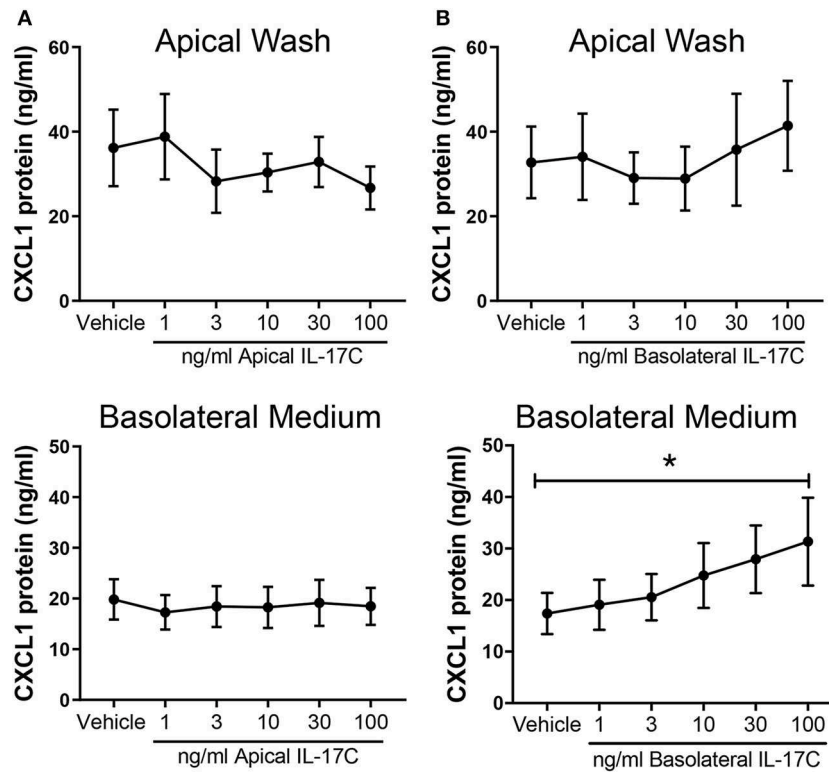 A
Apical Wash
CXCL1 protein (ng/ml)
60
40
20
0
Vehicle 1 3 10 30 100
ng/ml Apical IL-17C
Basolateral Medium
CXCL1 protein (ng/ml)
50
40
30
20
10
0
Vehicle 1 3 10 30 100
ng/ml Apical IL-17C
B
Apical Wash
CXCL1 protein (ng/ml)
60
40
20
0
Vehicle 1 3 10 30 100
ng/ml Basolateral IL-17C
Basolateral Medium
CXCL1 protein (ng/ml)
50
40
30
20
10
0
*
Vehicle 1 3 10 30 100
ng/ml Basolateral IL-17C